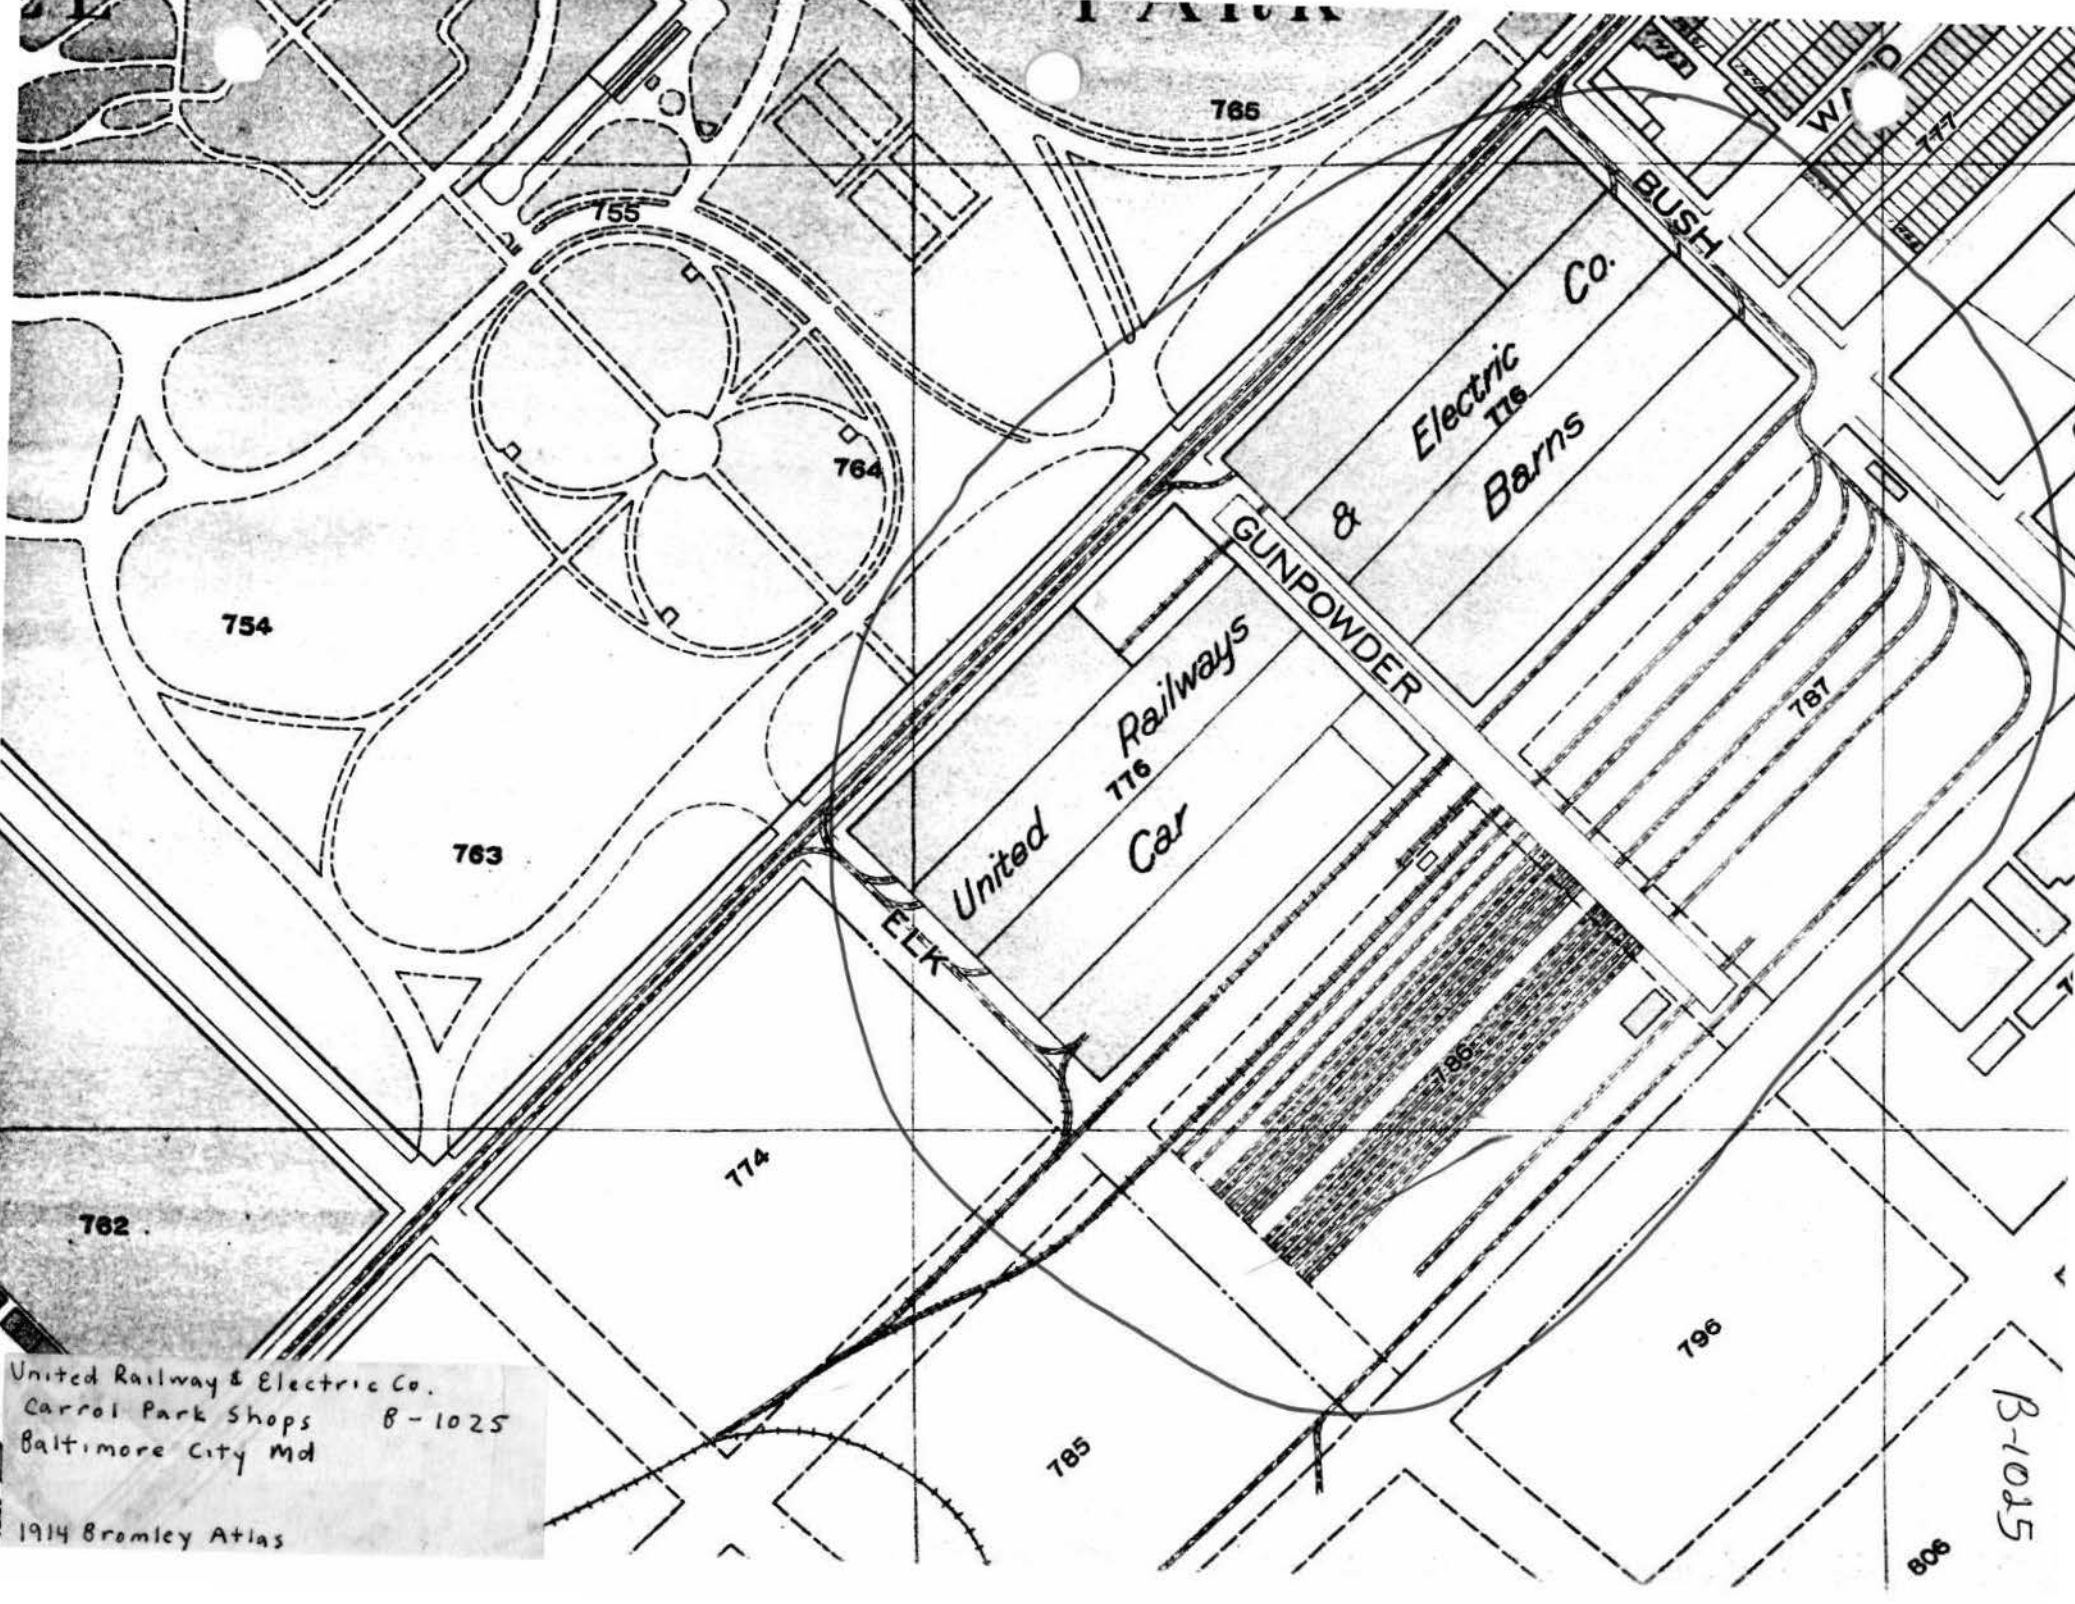 PARK
765
777
BUSH
755
Co.
Electric
776
Barns
&
764
GUNPOWDER
754
Railways
787
776
United
Car
763
ELK
786
774
762
796
785
806
United Railway & Electric Co.
Carrol Park Shops B-1025
Baltimore City Md
1914 Bromley Atlas
B-1025